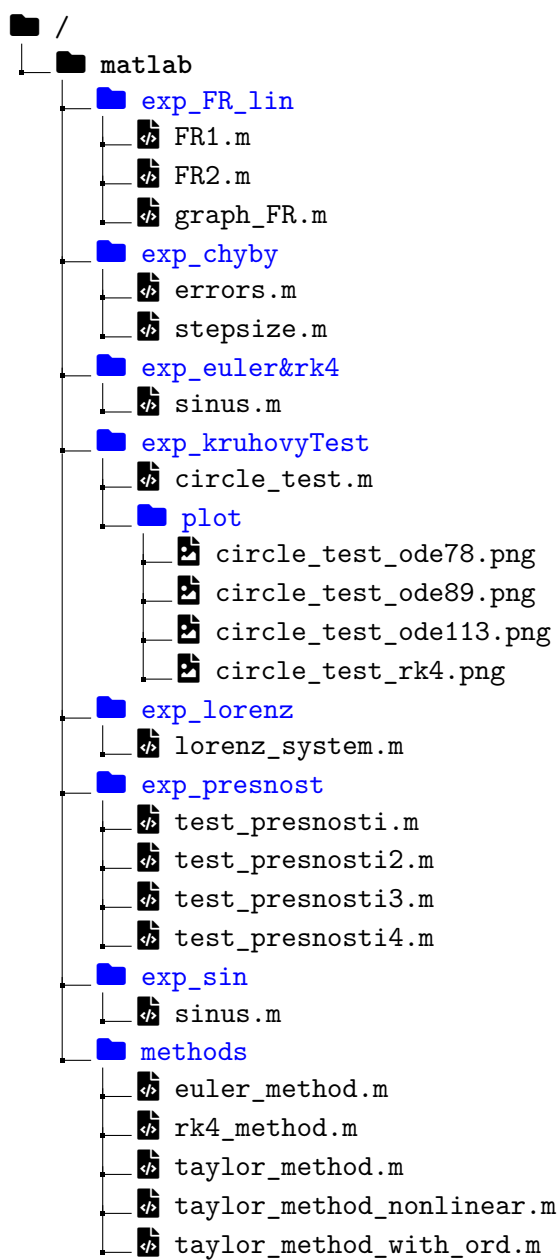 /
matlab
exp_FR_lin
FR1.m
FR2.m
graph_FR.m
exp_chyby
errors.m
stepsize.m
exp_euler&rk4
sinus.m
exp_kruhovyTest
circle_test.m
plot
circle_test_ode78.png
circle_test_ode89.png
circle_test_ode113.png
circle_test_rk4.png
exp_lorenz
lorenz_system.m
exp_presnost
test_presnosti.m
test_presnosti2.m
test_presnosti3.m
test_presnosti4.m
exp_sin
sinus.m
methods
euler_method.m
rk4_method.m
taylor_method.m
taylor_method_nonlinear.m
taylor_method_with_ord.m